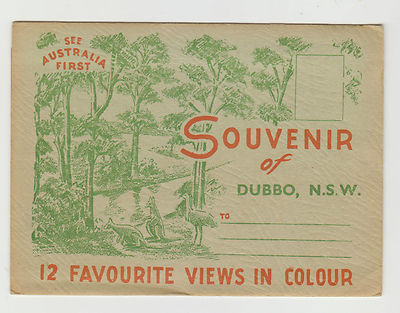 SEE
AUSTRALIA
FIRST
SOUVENIR
of
DUBBO, N.S.W.
TO
12 FAVOURITE VIEWS IN COLOUR